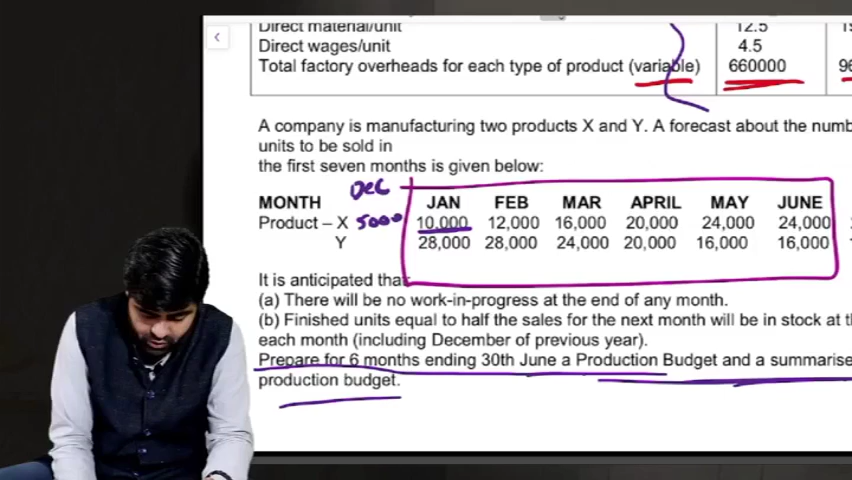 Direct material/unit 12.5
Direct wages/unit 4.5
Total factory overheads for each type of product (variable) 660000
A company is manufacturing two products X and Y. A forecast about the
units to be sold in
the first seven months is given below:
Dec
MONTH JAN FEB MAR APRIL MAY JUNE
Product – X 5000 10,000 12,000 16,000 20,000 24,000 24,000
Y 28,000 28,000 24,000 20,000 16,000 16,000
It is anticipated that
(a) There will be no work-in-progress at the end of any month.
(b) Finished units equal to half the sales for the next month will be in stock at
each month (including December of previous year).
Prepare for 6 months ending 30th June a Production Budget and a
production budget.